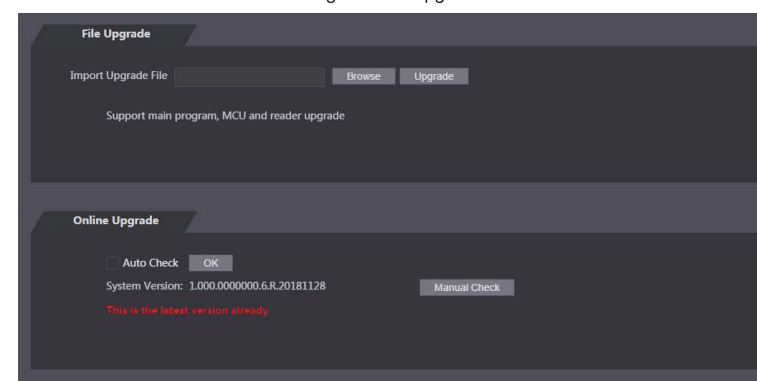 File Upgrade
Import Upgrade File Browse Upgrade
Support main program, MCU and reader upgrade
Online Upgrade
Auto Check OK
System Version: 1.000.0000000.6.R.20181128 Manual Check
This is the latest version already